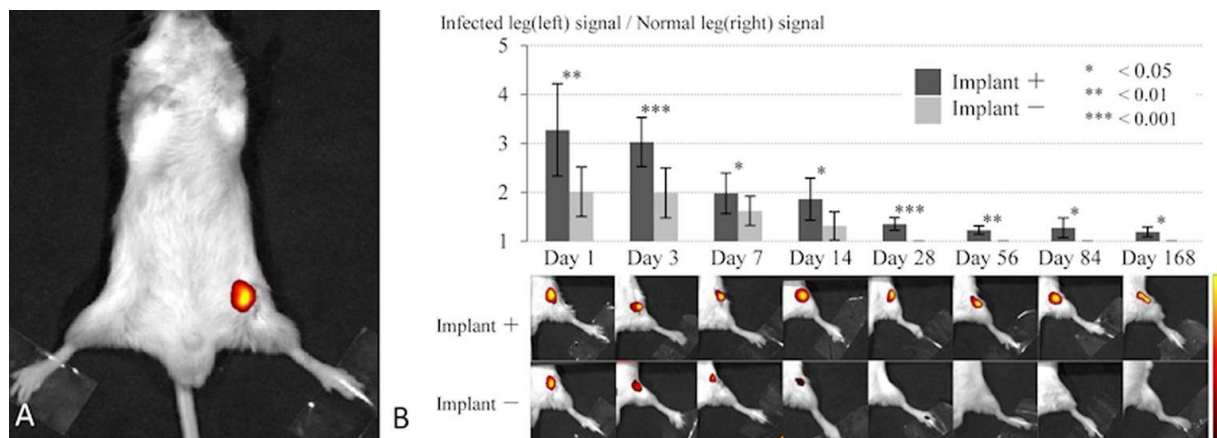 Infected leg(left) signal / Normal leg(right) signal
5
4
3
2
1
**
***
*
*
***
**
*
*
Implant +
Implant −
* < 0.05
** < 0.01
*** < 0.001
Day 1 Day 3 Day 7 Day 14 Day 28 Day 56 Day 84 Day 168
Implant +
Implant −
A
B